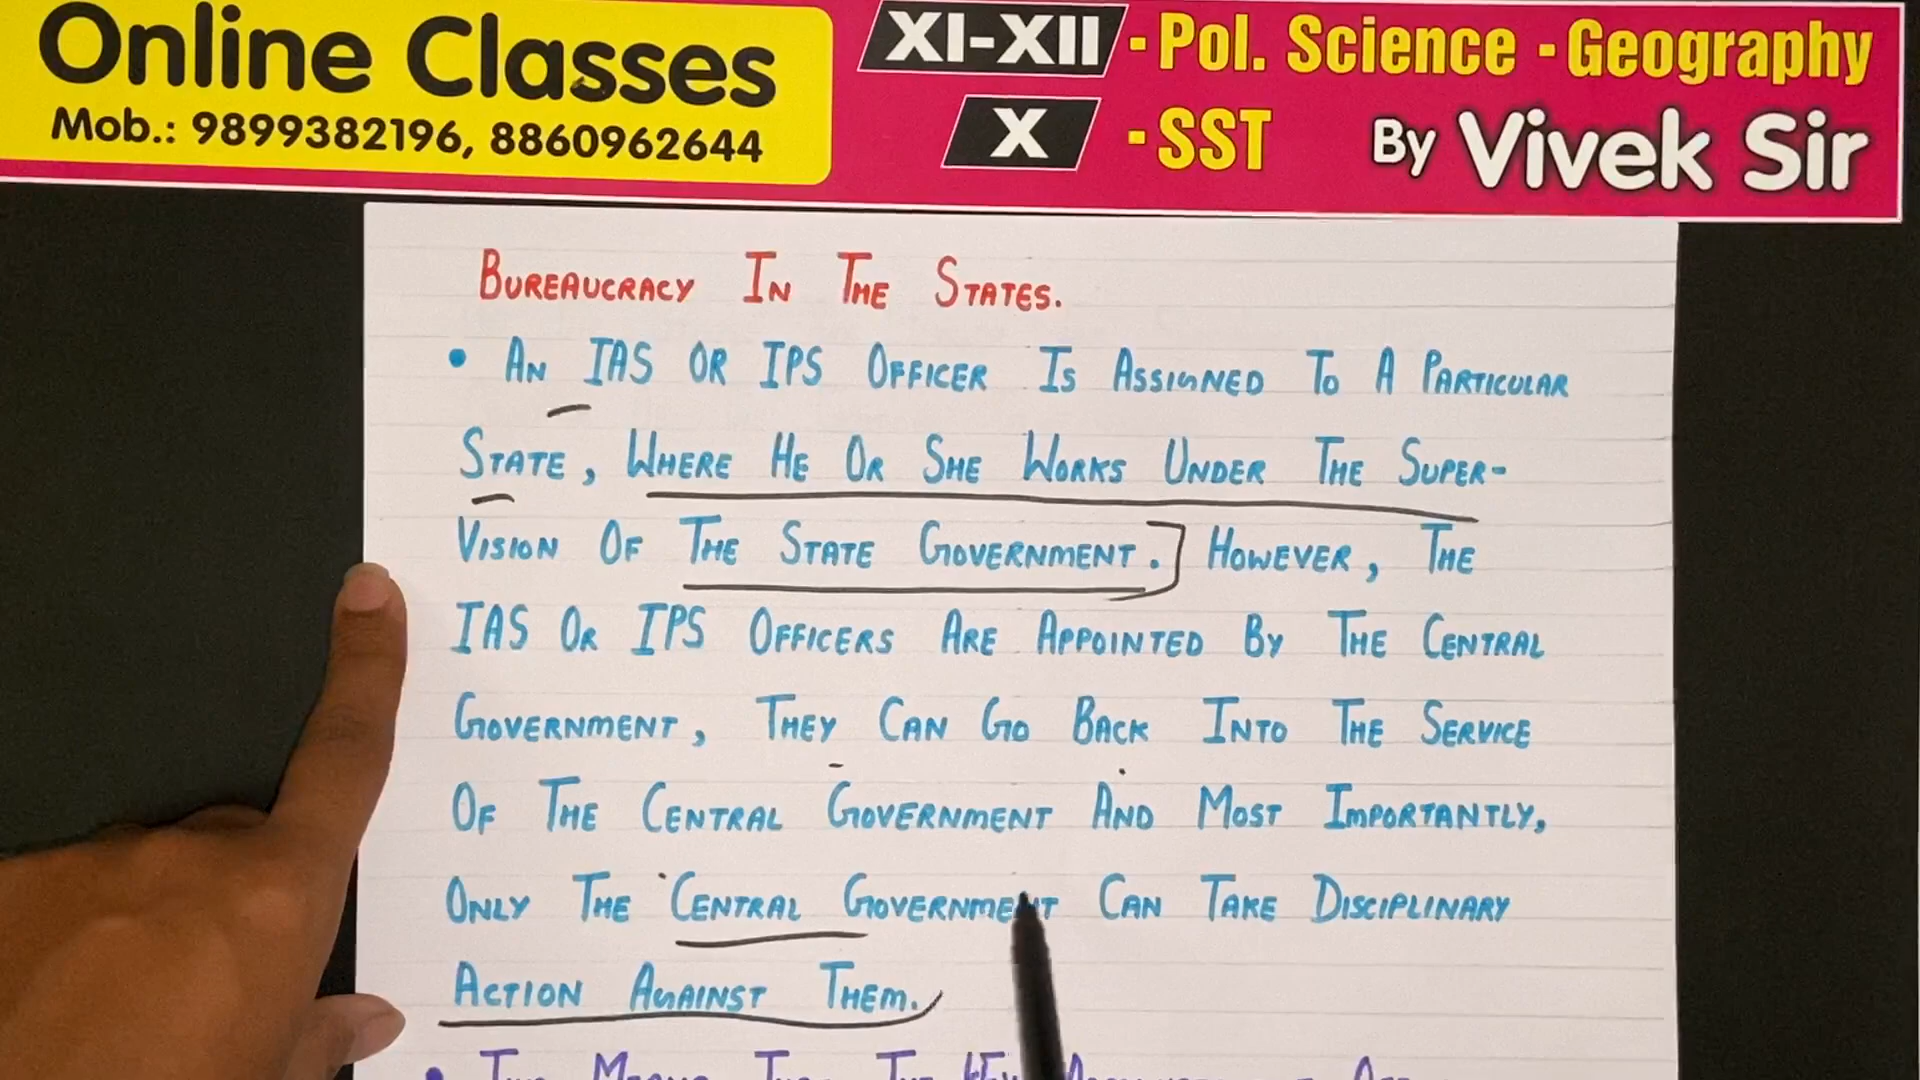 Online Classes
Mob.: 9899382196, 8860962644
XI-XII - Pol. Science - Geography
X - SST By Vivek Sir
BUREAUCRACY IN THE STATES.
• AN IAS OR IPS OFFICER IS ASSIGNED TO A PARTICULAR
STATE, WHERE HE OR SHE WORKS UNDER THE SUPER-
VISION OF THE STATE GOVERNMENT.] HOWEVER, THE
IAS OR IPS OFFICERS ARE APPOINTED BY THE CENTRAL
GOVERNMENT, THEY CAN GO BACK INTO THE SERVICE
OF THE CENTRAL GOVERNMENT AND MOST IMPORTANTLY,
ONLY THE CENTRAL GOVERNMENT CAN TAKE DISCIPLINARY
ACTION AGAINST THEM.